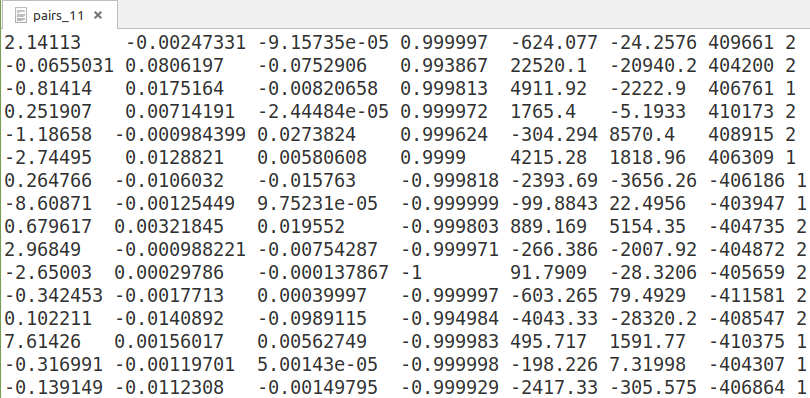 pairs_11 ×
2.14113 -0.00247331 -9.15735e-05 0.999997 -624.077 -24.2576 409661 2
-0.0655031 0.0806197 -0.0752906 0.993867 22520.1 -20940.2 404200 2
-0.81414 0.0175164 -0.00820658 0.999813 4911.92 -2222.9 406761 1
0.251907 0.00714191 -2.44484e-05 0.999972 1765.4 -5.1933 410173 2
-1.18658 -0.000984399 0.0273824 0.999624 -304.294 8570.4 408915 2
-2.74495 0.0128821 0.00580608 0.9999 4215.28 1818.96 406309 1
0.264766 -0.0106032 -0.015763 -0.999818 -2393.69 -3656.26 -406186 1
-8.60871 -0.00125449 9.75231e-05 -0.999999 -99.8843 22.4956 -403947 1
0.679617 0.00321845 0.019552 -0.999803 889.169 5154.35 -404735 2
2.96849 -0.000988221 -0.00754287 -0.999971 -266.386 -2007.92 -404872 2
-2.65003 0.00029786 -0.000137867 -1 91.7909 -28.3206 -405659 2
-0.342453 -0.0017713 0.00039997 -0.999997 -603.265 79.4929 -411581 2
0.102211 -0.0140892 -0.0989115 -0.994984 -4043.33 -28320.2 -408547 2
7.61426 0.00156017 0.00562749 -0.999983 495.717 1591.77 -410375 1
-0.316991 -0.00119701 5.00143e-05 -0.999998 -198.226 7.31998 -404307 1
-0.139149 -0.0112308 -0.00149795 -0.999929 -2417.33 -305.575 -406864 1